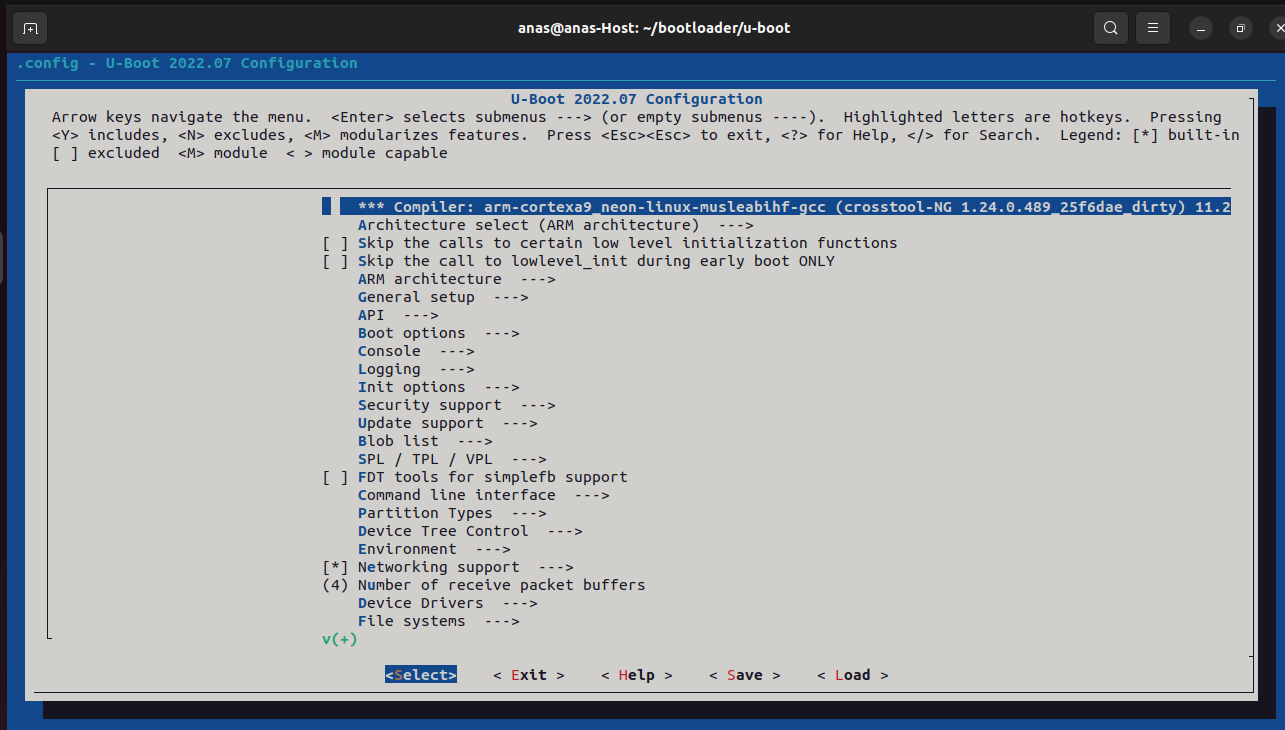 anas@anas-Host: ~/bootloader/u-boot
.config - U-Boot 2022.07 Configuration
U-Boot 2022.07 Configuration
Arrow keys navigate the menu.  <Enter> selects submenus ---> (or empty submenus ----).  Highlighted letters are hotkeys.  Pressing
<Y> includes, <N> excludes, <M> modularizes features.  Press <Esc><Esc> to exit, <?> for Help, </> for Search.  Legend: [*] built-in
[ ] excluded  <M> module  < > module capable
*** Compiler: arm-cortexa9_neon-linux-musleabihf-gcc (crosstool-NG 1.24.0.489_25f6dae_dirty) 11.2
Architecture select (ARM architecture)  --->
[ ] Skip the calls to certain low level initialization functions
[ ] Skip the call to lowlevel_init during early boot ONLY
ARM architecture  --->
General setup  --->
API  --->
Boot options  --->
Console  --->
Logging  --->
Init options  --->
Security support  --->
Update support  --->
Blob list  --->
SPL / TPL / VPL  --->
[ ] FDT tools for simplefb support
Command line interface  --->
Partition Types  --->
Device Tree Control  --->
Environment  --->
[*] Networking support  --->
(4) Number of receive packet buffers
Device Drivers  --->
File systems  --->
v(+)
<Select>    < Exit >    < Help >    < Save >    < Load >